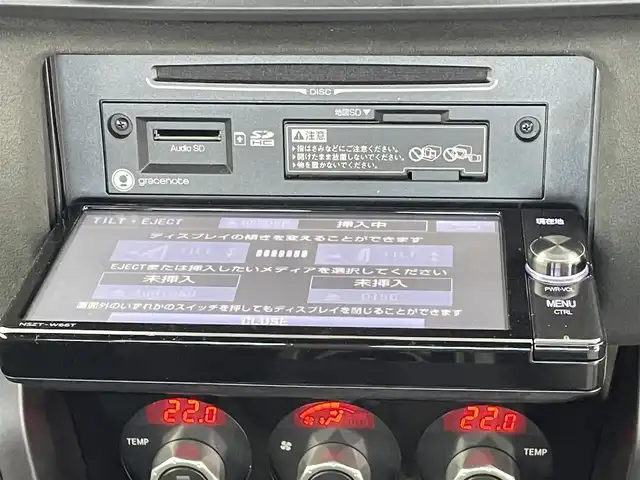 DISC
地図SD▼
Audio SD
SD HC
⚠注意
▶指はさみなどにご注意ください。
▶開けたまま放置しないでください。
▶物を置かないでください。
gracenote
TILT・EJECT
挿入中
ディスプレイの傾きを変えることができます
TILT
TILT
EJECTまたは挿入したいメディアを選択してください
未挿入
未挿入
DISC
画面外のいずれかのスイッチを押してもディスプレイを閉じることができます
CLOSE
NSZT-W66T
現在地
PWR·VOL
MENU
CTRL
22.0
22.0
TEMP
TEMP